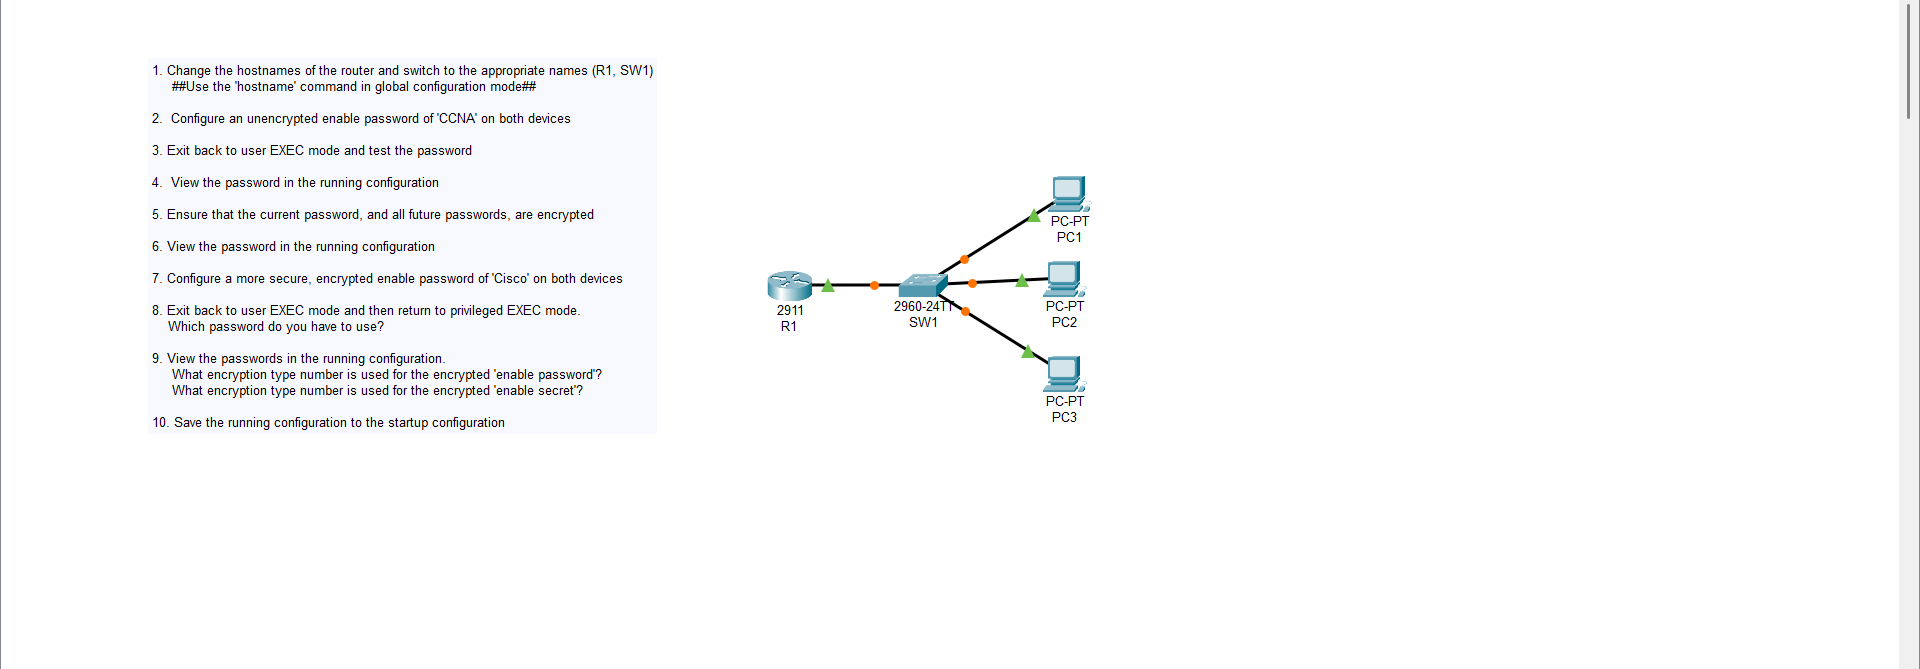 1. Change the hostnames of the router and switch to the appropriate names (R1, SW1)
##Use the 'hostname' command in global configuration mode##
2. Configure an unencrypted enable password of 'CCNA' on both devices
3. Exit back to user EXEC mode and test the password
4. View the password in the running configuration
5. Ensure that the current password, and all future passwords, are encrypted
6. View the password in the running configuration
7. Configure a more secure, encrypted enable password of 'Cisco' on both devices
8. Exit back to user EXEC mode and then return to privileged EXEC mode.
Which password do you have to use?
9. View the passwords in the running configuration.
What encryption type number is used for the encrypted 'enable password'?
What encryption type number is used for the encrypted 'enable secret'?
10. Save the running configuration to the startup configuration
2911
R1
2960-24TT
SW1
PC-PT
PC1
PC-PT
PC2
PC-PT
PC3